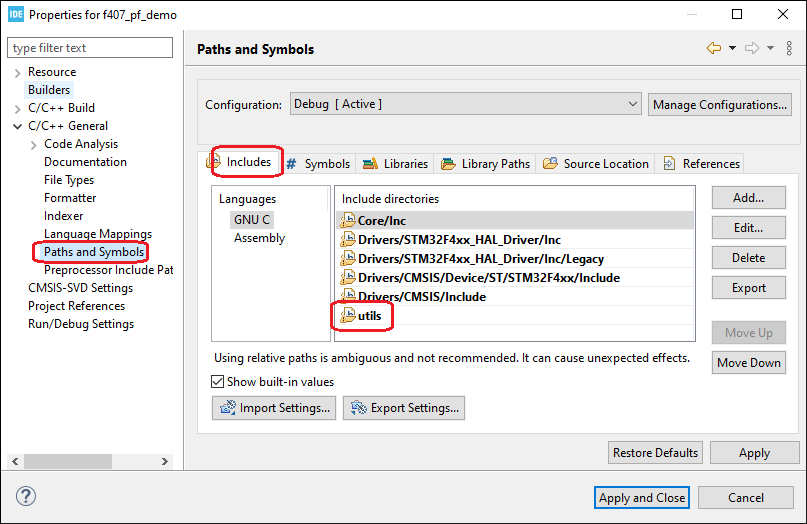 IDE Properties for f407_pf_demo
type filter text
Resource
Builders
C/C++ Build
C/C++ General
Code Analysis
Documentation
File Types
Formatter
Indexer
Language Mappings
Paths and Symbols
Preprocessor Include Pat
CMSIS-SVD Settings
Project References
Run/Debug Settings
Paths and Symbols
Configuration: Debug [ Active ] Manage Configurations...
Includes # Symbols Libraries Library Paths Source Location References
Languages
GNU C
Assembly
Include directories
Core/Inc
Drivers/STM32F4xx_HAL_Driver/Inc
Drivers/STM32F4xx_HAL_Driver/Inc/Legacy
Drivers/CMSIS/Device/ST/STM32F4xx/Include
Drivers/CMSIS/Include
utils
Add...
Edit...
Delete
Export
Move Up
Move Down
Using relative paths is ambiguous and not recommended. It can cause unexpected effects.
Show built-in values
Import Settings... Export Settings...
Restore Defaults Apply
? Apply and Close Cancel